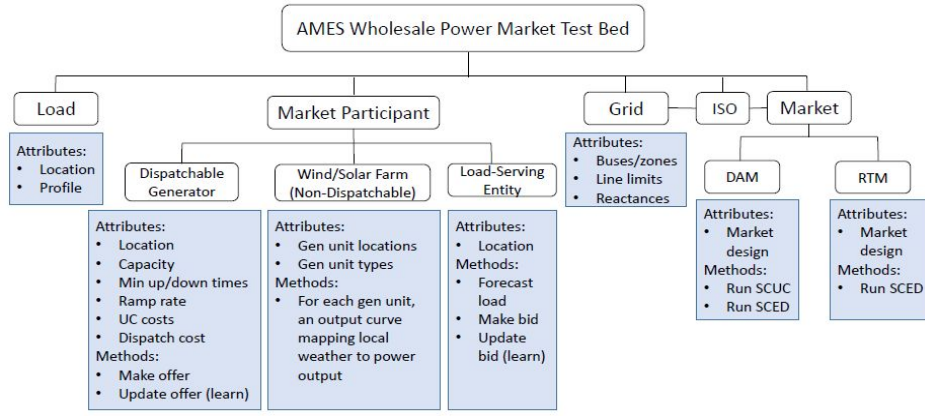 AMES Wholesale Power Market Test Bed
Load
Market Participant
Grid
ISO
Market
Attributes:
• Location
• Profile
Dispatchable
Generator
Wind/Solar Farm
(Non-Dispatchable)
Load-Serving
Entity
Attributes:
• Buses/zones
• Line limits
• Reactances
DAM
RTM
Attributes:
• Location
• Capacity
• Min up/down times
• Ramp rate
• UC costs
• Dispatch cost
Methods:
• Make offer
• Update offer (learn)
Attributes:
• Gen unit locations
• Gen unit types
Methods:
• For each gen unit,
an output curve
mapping local
weather to power
output
Attributes:
• Location
Methods:
• Forecast
load
• Make bid
• Update
bid (learn)
Attributes:
• Market
design
Methods:
• Run SCUC
• Run SCED
Attributes:
• Market
design
Methods:
• Run SCED